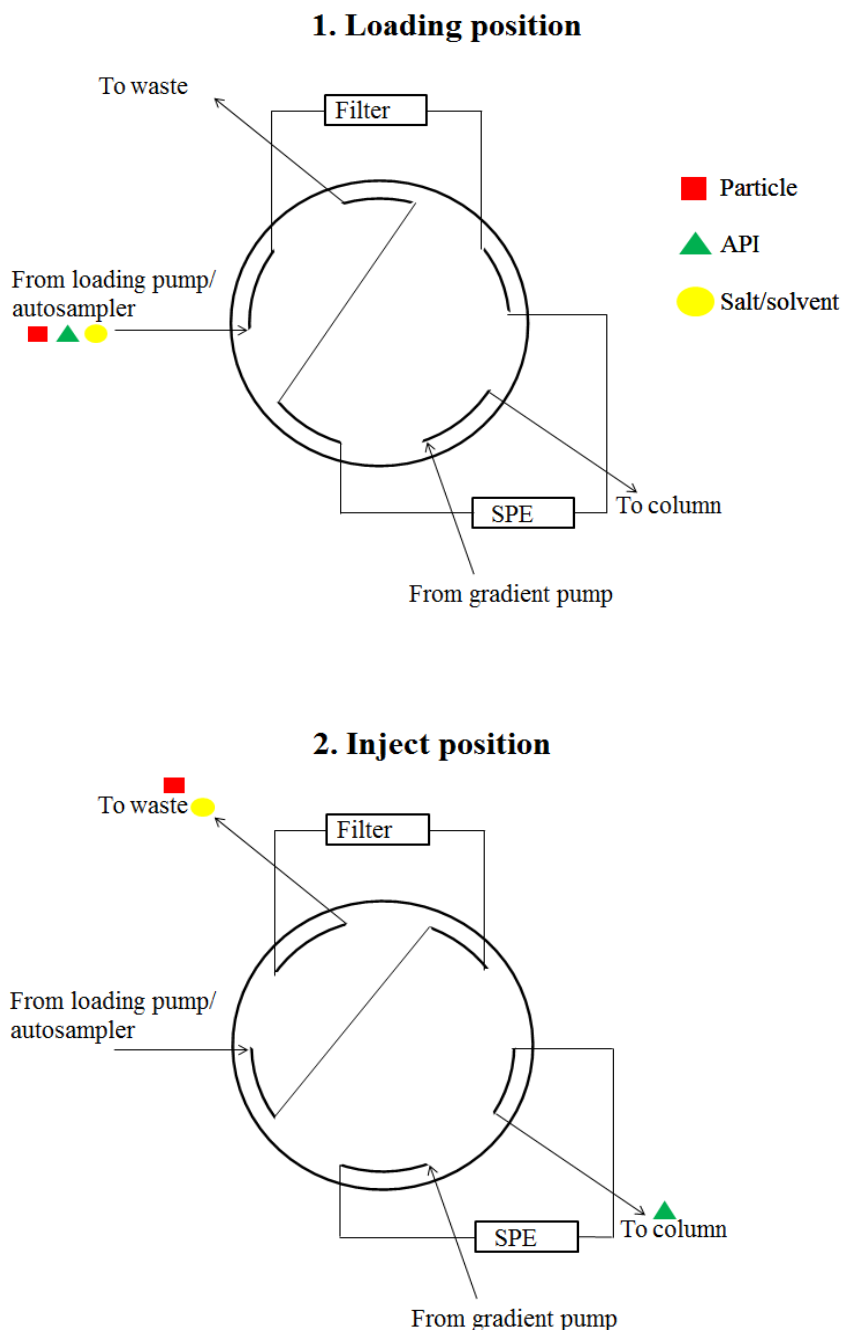 1. Loading position
To waste
Filter
Particle
API
From loading pump/
autosampler
Salt/solvent
SPE
To column
From gradient pump
2. Inject position
To waste
Filter
From loading pump/
autosampler
SPE
To column
From gradient pump